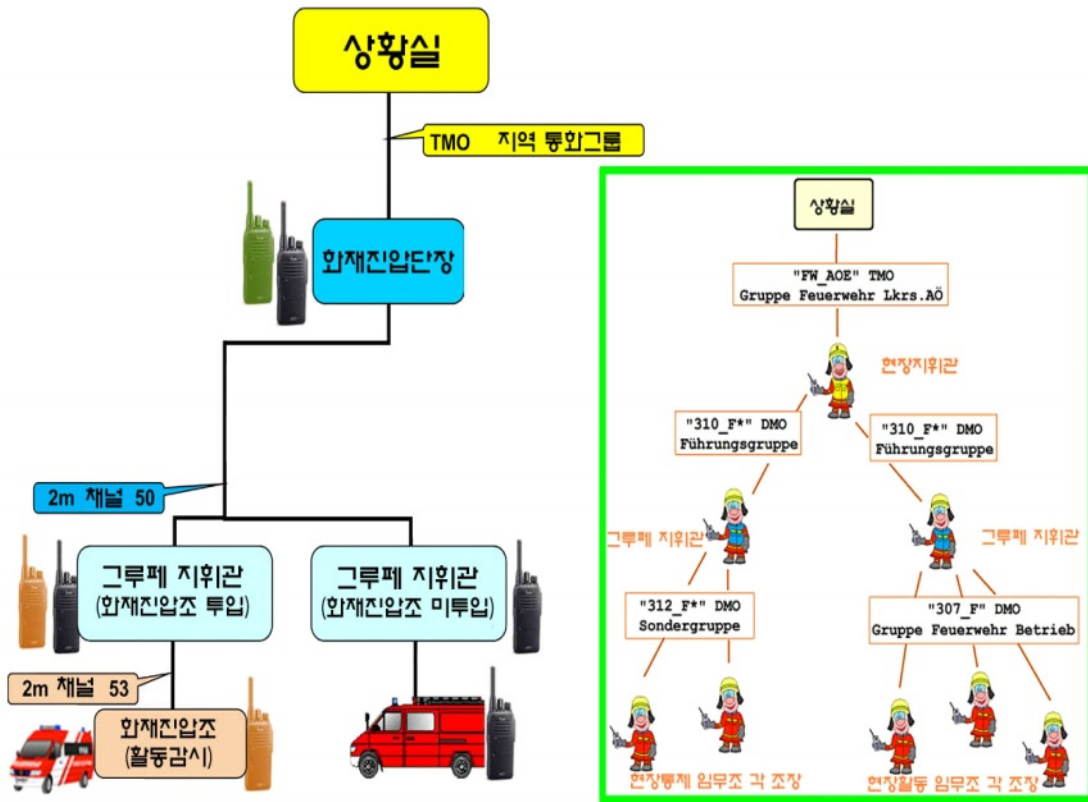 상황실
TMO 지역 통화그룹
화재진압단장
2m 채널 50
그루페 지휘관
(화재진압조 투입)
그루페 지휘관
(화재진압조 미투입)
2m 채널 53
화재진압조
(활동감시)
상황실
"FW_AOE" TMO
Gruppe Feuerwehr Lkrs.AÖ
현장지휘관
"310_F*" DMO
Führungsgruppe
"310_F*" DMO
Führungsgruppe
그루페 지휘관
그루페 지휘관
"312_F*" DMO
Sondergruppe
"307_F" DMO
Gruppe Feuerwehr Betrieb
현장통제 임무조 각 조장
현장활동 임무조 각 조장